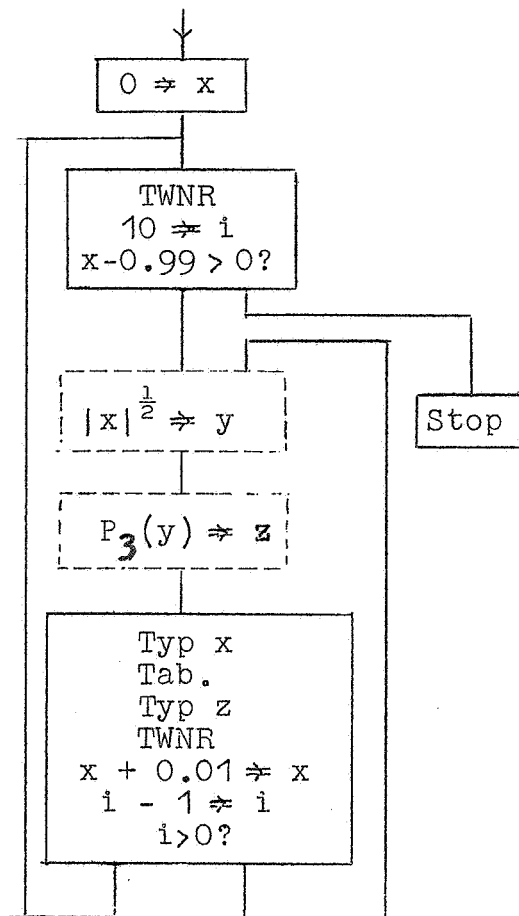 0 ⇒ x
TWNR
10 ⇒ i
x-0.99 > 0?
|x|^½ ⇒ y
Stop
P₃(y) ⇒ z
Typ x
Tab.
Typ z
TWNR
x + 0.01 ⇒ x
i - 1 ⇒ i
i>0?